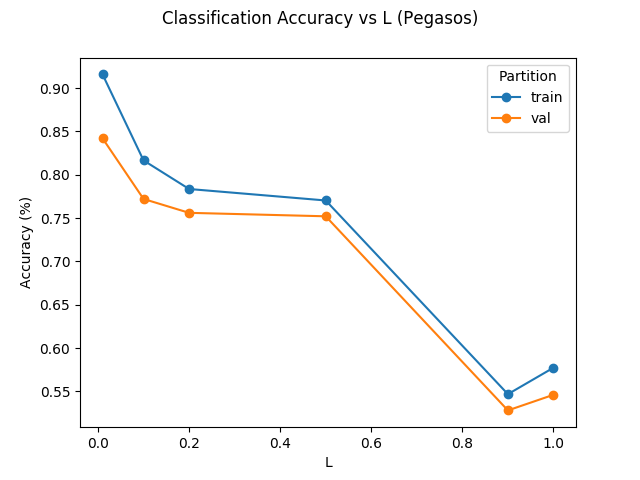 Classification Accuracy vs L (Pegasos)
Partition
train
val
Accuracy (%)
0.90
0.85
0.80
0.75
0.70
0.65
0.60
0.55
0.0 0.2 0.4 0.6 0.8 1.0
L